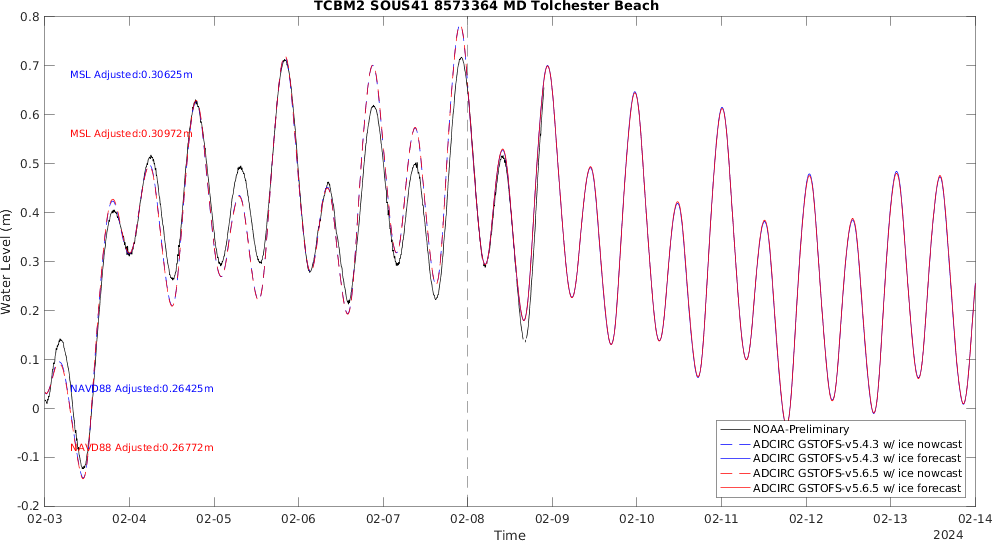 TCBM2 SOUS41 8573364 MD Tolchester Beach
0.8
0.7
0.6
0.5
0.4
0.3
0.2
0.1
0
-0.1
-0.2
Water Level (m)
MSL Adjusted:0.30625m
MSL Adjusted:0.30972m
NAVD88 Adjusted:0.26425m
NAVD88 Adjusted:0.26772m
NOAA-Preliminary
ADCIRC GSTOFS-v5.4.3 w/ ice nowcast
ADCIRC GSTOFS-v5.4.3 w/ ice forecast
ADCIRC GSTOFS-v5.6.5 w/ ice nowcast
ADCIRC GSTOFS-v5.6.5 w/ ice forecast
02-03 02-04 02-05 02-06 02-07 02-08 02-09 02-10 02-11 02-12 02-13 02-14
Time
2024